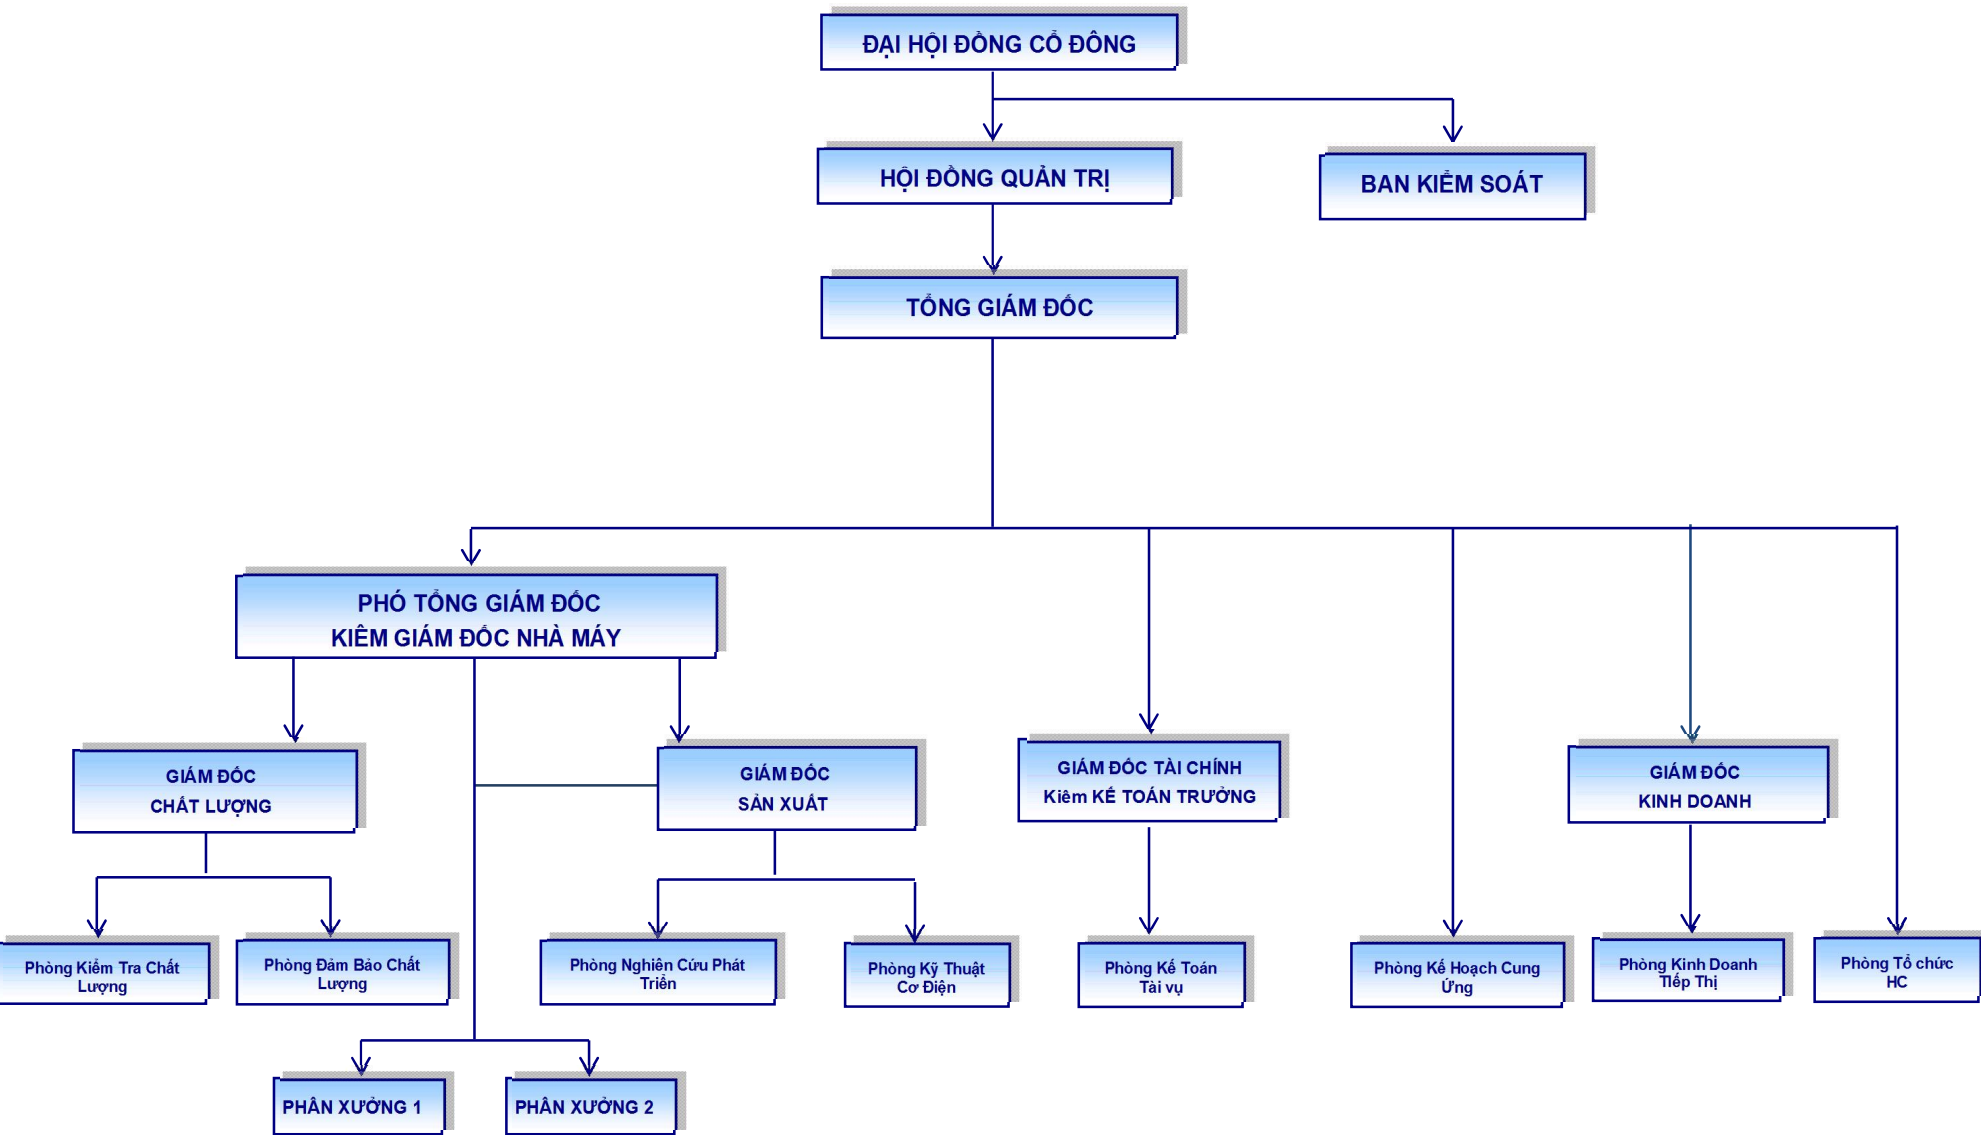 ĐẠI HỘI ĐỒNG CỔ ĐÔNG
HỘI ĐỒNG QUẢN TRỊ
BAN KIỂM SOÁT
TỔNG GIÁM ĐỐC
PHÓ TỔNG GIÁM ĐỐC
KIÊM GIÁM ĐỐC NHÀ MÁY
GIÁM ĐỐC
CHẤT LƯỢNG
GIÁM ĐỐC
SẢN XUẤT
GIÁM ĐỐC TÀI CHÍNH
Kiêm KẾ TOÁN TRƯỞNG
GIÁM ĐỐC
KINH DOANH
Phòng Kiểm Tra Chất
Lượng
Phòng Đảm Bảo Chất
Lượng
Phòng Nghiên Cứu Phát
Triển
Phòng Kỹ Thuật
Cơ Điện
Phòng Kế Toán
Tài vụ
Phòng Kế Hoạch Cung
Ứng
Phòng Kinh Doanh
TIếp Thị
Phòng Tổ chức
HC
PHÂN XƯỞNG 1
PHÂN XƯỞNG 2